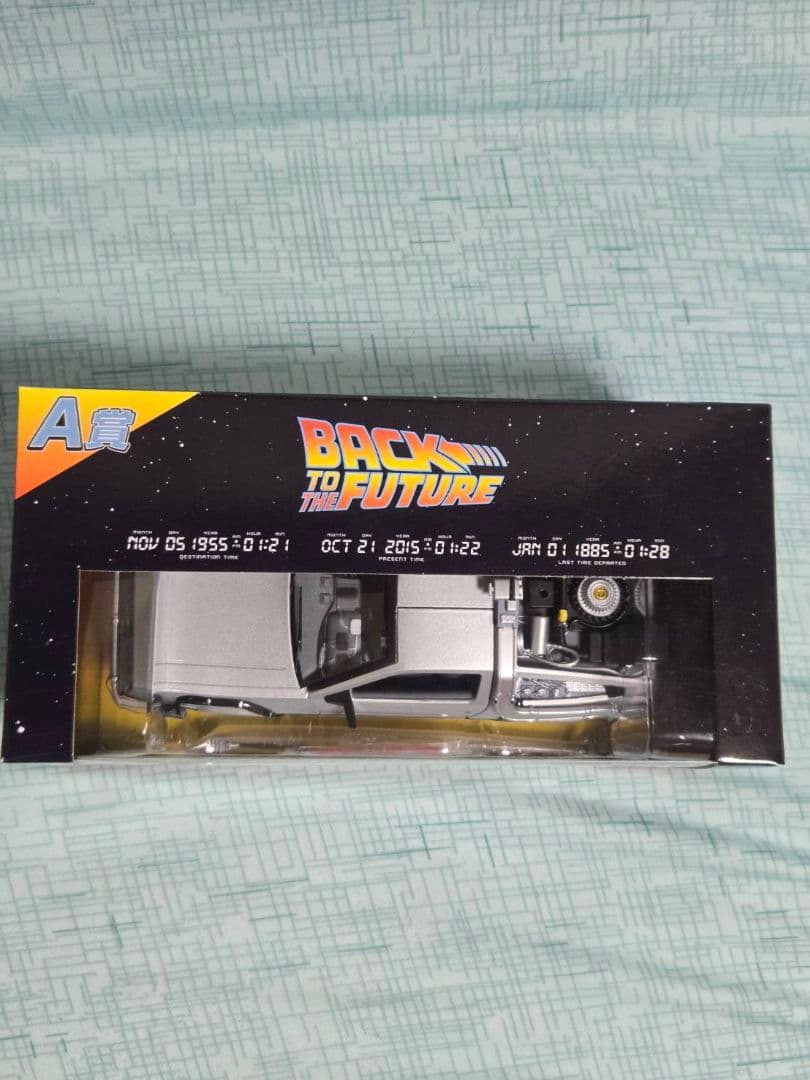 A賞
BACK
TO THE FUTURE
MONTH DAY YEAR AM PM HOUR MIN
NOV 05 1955 01:21
DESTINATION TIME
MONTH DAY YEAR AM PM HOUR MIN
OCT 21 2015 01:22
PRESENT TIME
MONTH DAY YEAR AM PM HOUR MIN
JAN 01 1885 01:28
LAST TIME DEPARTED